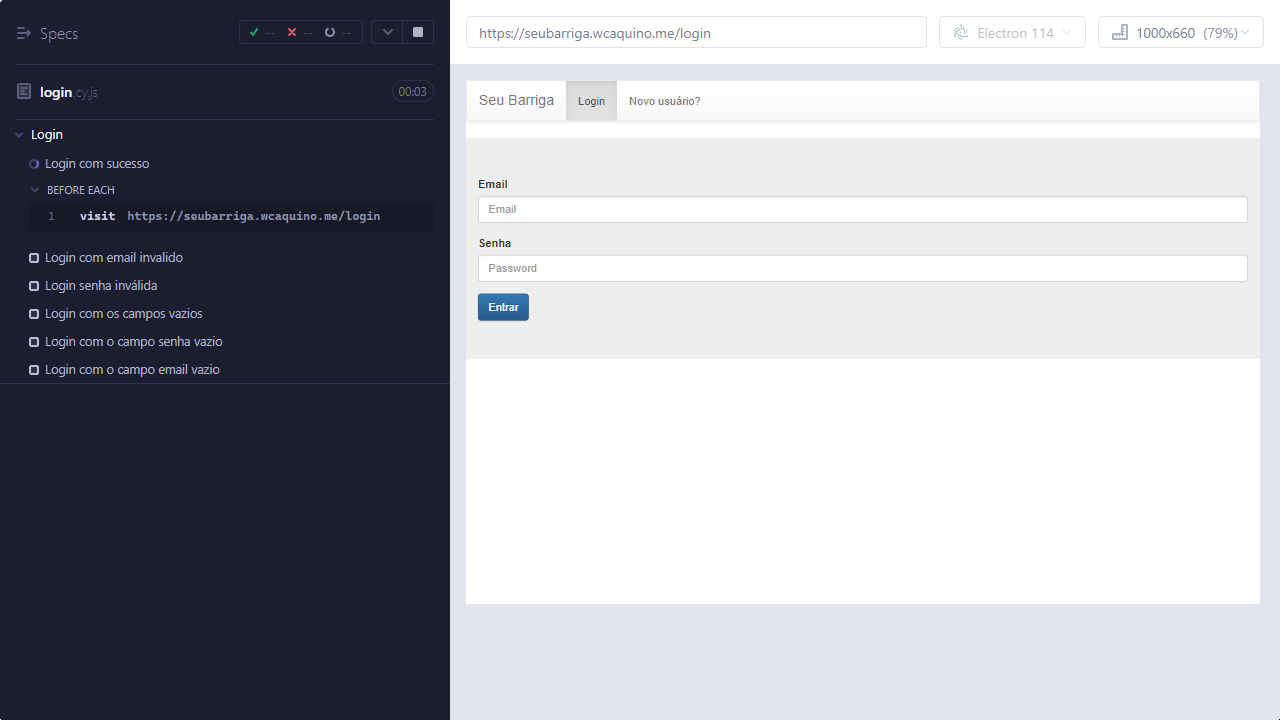 Specs
-- -- --
login.cy.js 00:03
Login
Login com sucesso
BEFORE EACH
1 visit https://seubarriga.wcaquino.me/login
Login com email invalido
Login senha inválida
Login com os campos vazios
Login com o campo senha vazio
Login com o campo email vazio
https://seubarriga.wcaquino.me/login
Electron 114
1000x660 (79%)
Seu Barriga Login Novo usuário?
Email
Email
Senha
Password
Entrar